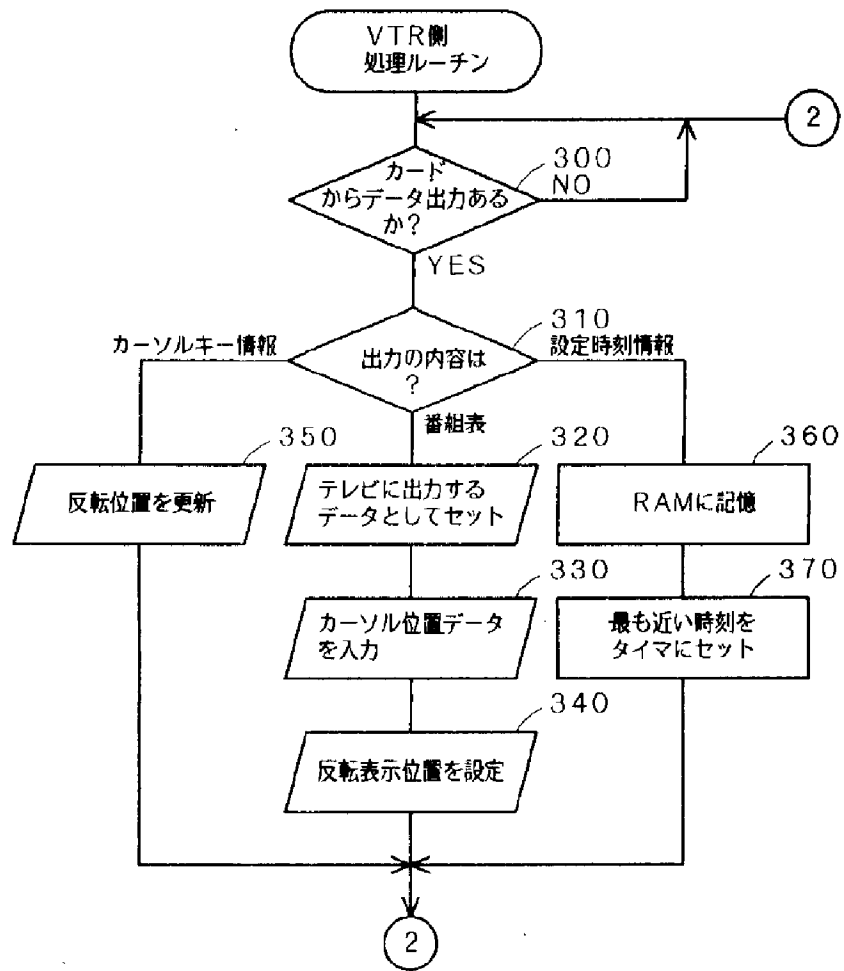 VTR側
処理ルーチン
2
カード
からデータ出力ある
か?
300
NO
YES
310
カーソルキー情報
出力の内容は
?
設定時刻情報
番組表
350
320
360
反転位置を更新
テレビに出力する
データとしてセット
RAMに記憶
330
370
カーソル位置データ
を入力
最も近い時刻を
タイマにセット
340
反転表示位置を設定
2